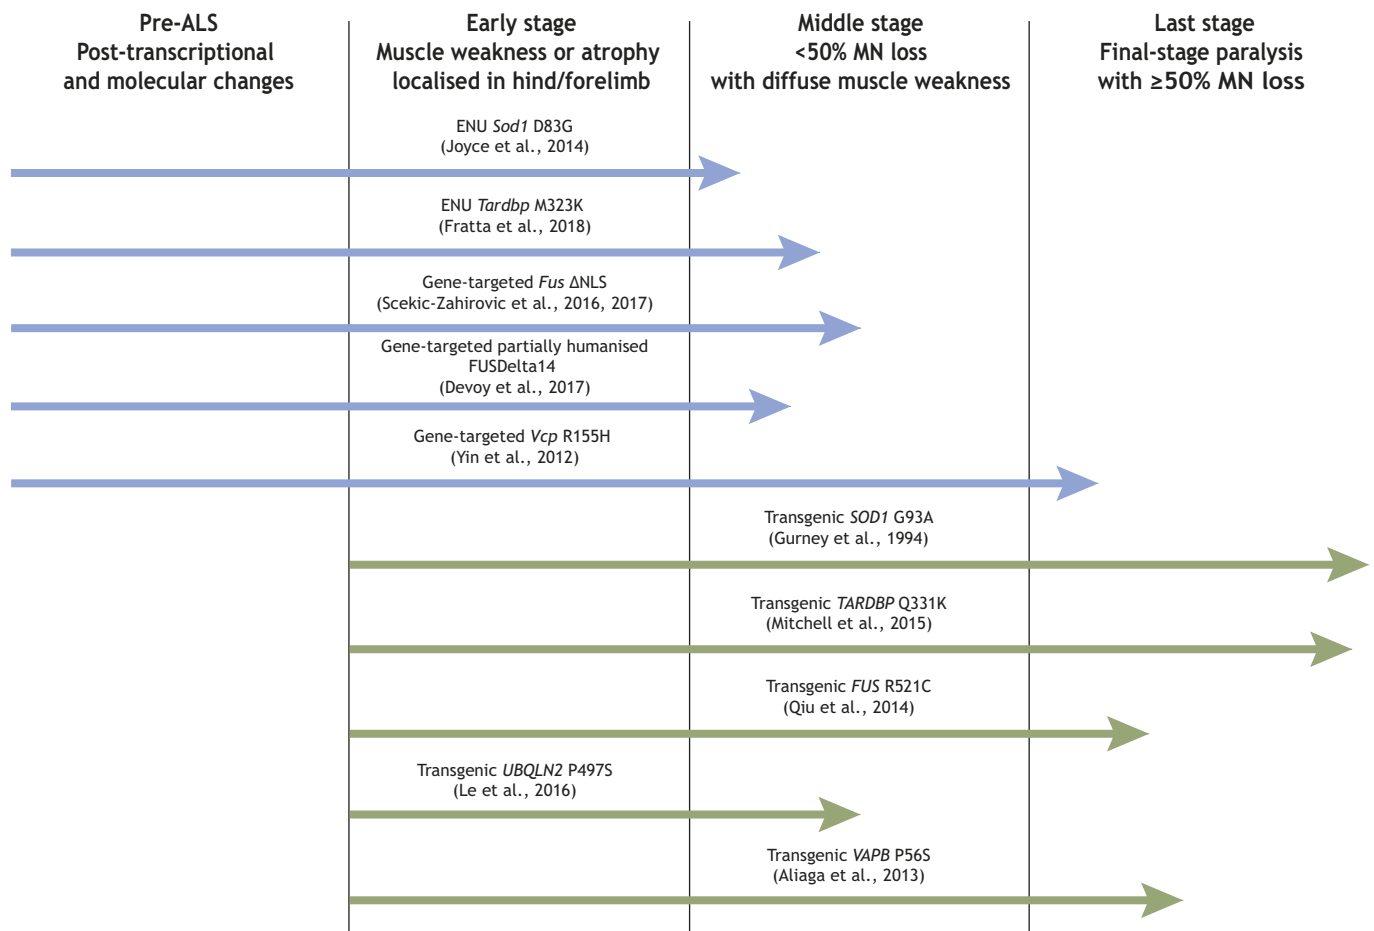 Pre-ALS
Post-transcriptional
and molecular changes
Early stage
Muscle weakness or atrophy
localised in hind/forelimb
Middle stage
<50% MN loss
with diffuse muscle weakness
Last stage
Final-stage paralysis
with ≥50% MN loss
ENU Sod1 D83G
(Joyce et al., 2014)
ENU Tardbp M323K
(Fratta et al., 2018)
Gene-targeted Fus ΔNLS
(Scekic-Zahirovic et al., 2016, 2017)
Gene-targeted partially humanised
FUSDelta14
(Devoy et al., 2017)
Gene-targeted Vcp R155H
(Yin et al., 2012)
Transgenic SOD1 G93A
(Gurney et al., 1994)
Transgenic TARDBP Q331K
(Mitchell et al., 2015)
Transgenic FUS R521C
(Qiu et al., 2014)
Transgenic UBQLN2 P497S
(Le et al., 2016)
Transgenic VAPB P56S
(Aliaga et al., 2013)